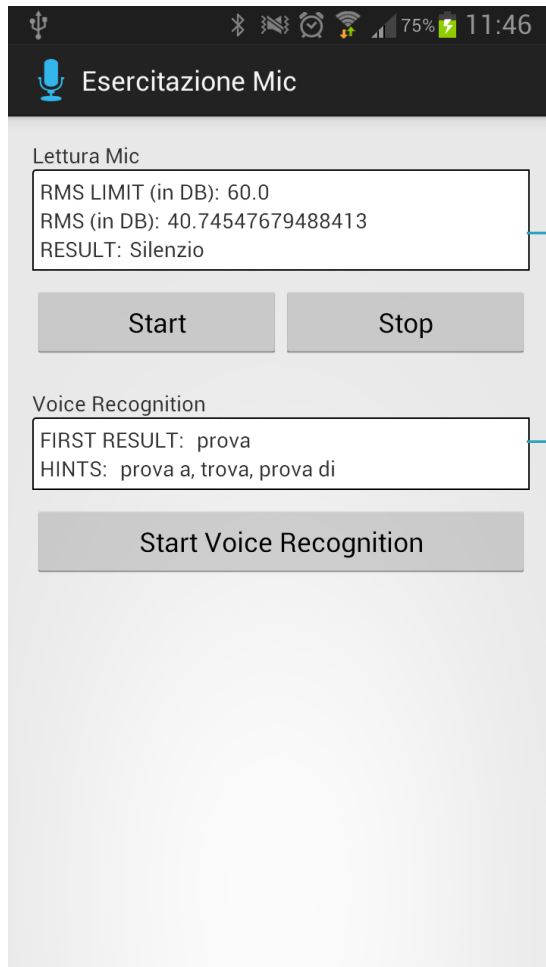 75% 11:46
Esercitazione Mic
Lettura Mic
RMS LIMIT (in DB): 60.0
RMS (in DB): 40.74547679488413
RESULT: Silenzio
Start Stop
Voice Recognition
FIRST RESULT: prova
HINTS: prova a, trova, prova di
Start Voice Recognition